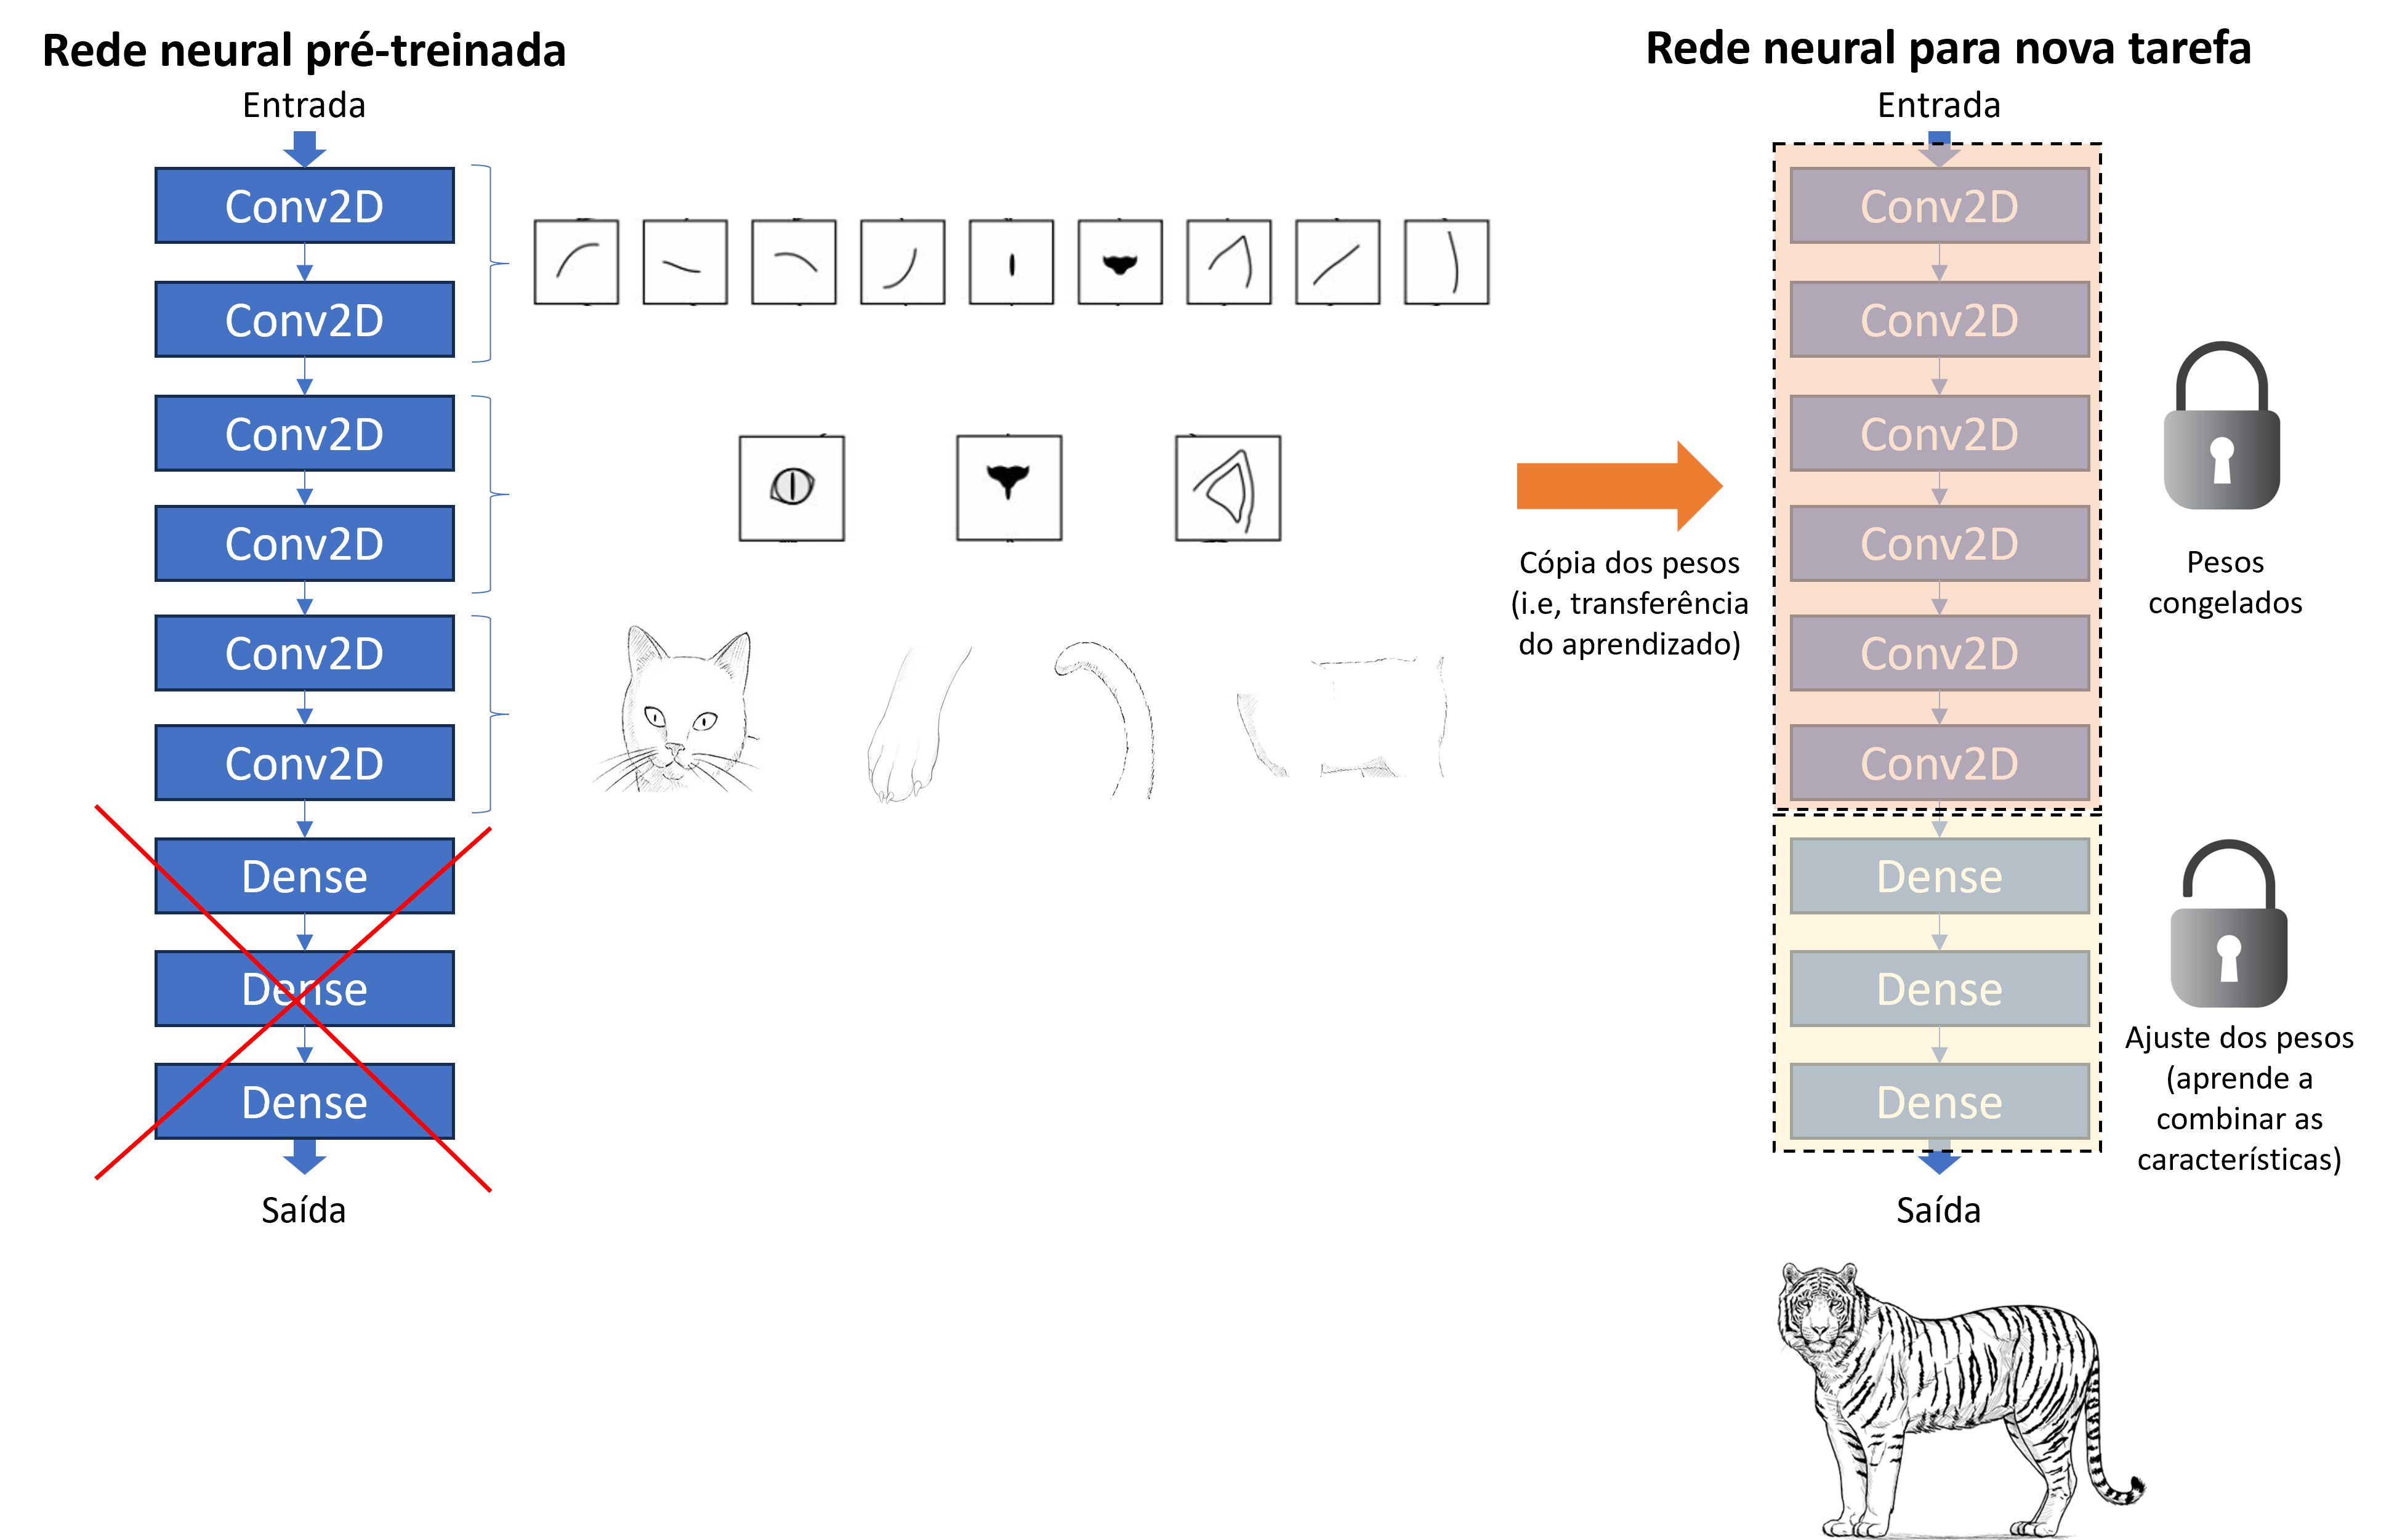 Rede neural pré-treinada
Entrada
Conv2D
Conv2D
Conv2D
Conv2D
Conv2D
Conv2D
Dense
Dense
Dense
Saída
Cópia dos pesos
(i.e, transferência
do aprendizado)
Rede neural para nova tarefa
Entrada
Conv2D
Conv2D
Conv2D
Conv2D
Conv2D
Conv2D
Dense
Dense
Dense
Saída
Pesos
congelados
Ajuste dos pesos
(aprende a
combinar as
características)